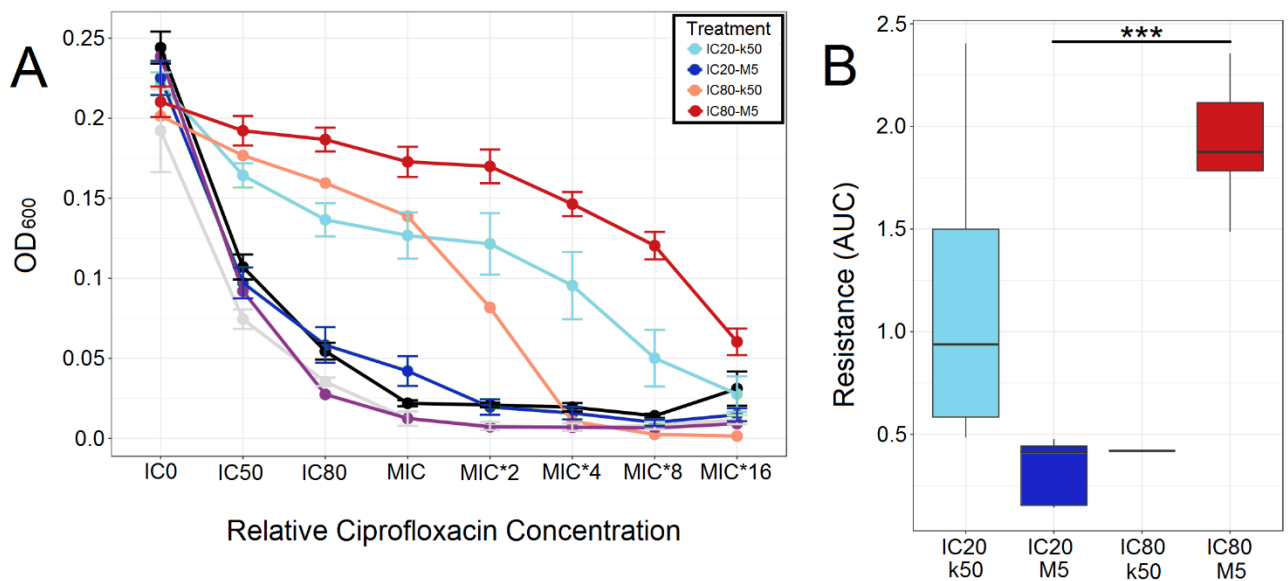 A
0.25
0.2
0.15
0.1
0.05
0.0
OD600
Treatment
IC20-k50
IC20-M5
IC80-k50
IC80-M5
IC0 IC50 IC80 MIC MIC*2 MIC*4 MIC*8 MIC*16
Relative Ciprofloxacin Concentration
B
***
2.5
2.0
1.5
1.0
0.5
Resistance (AUC)
IC20 IC20 IC80 IC80
k50 M5 k50 M5